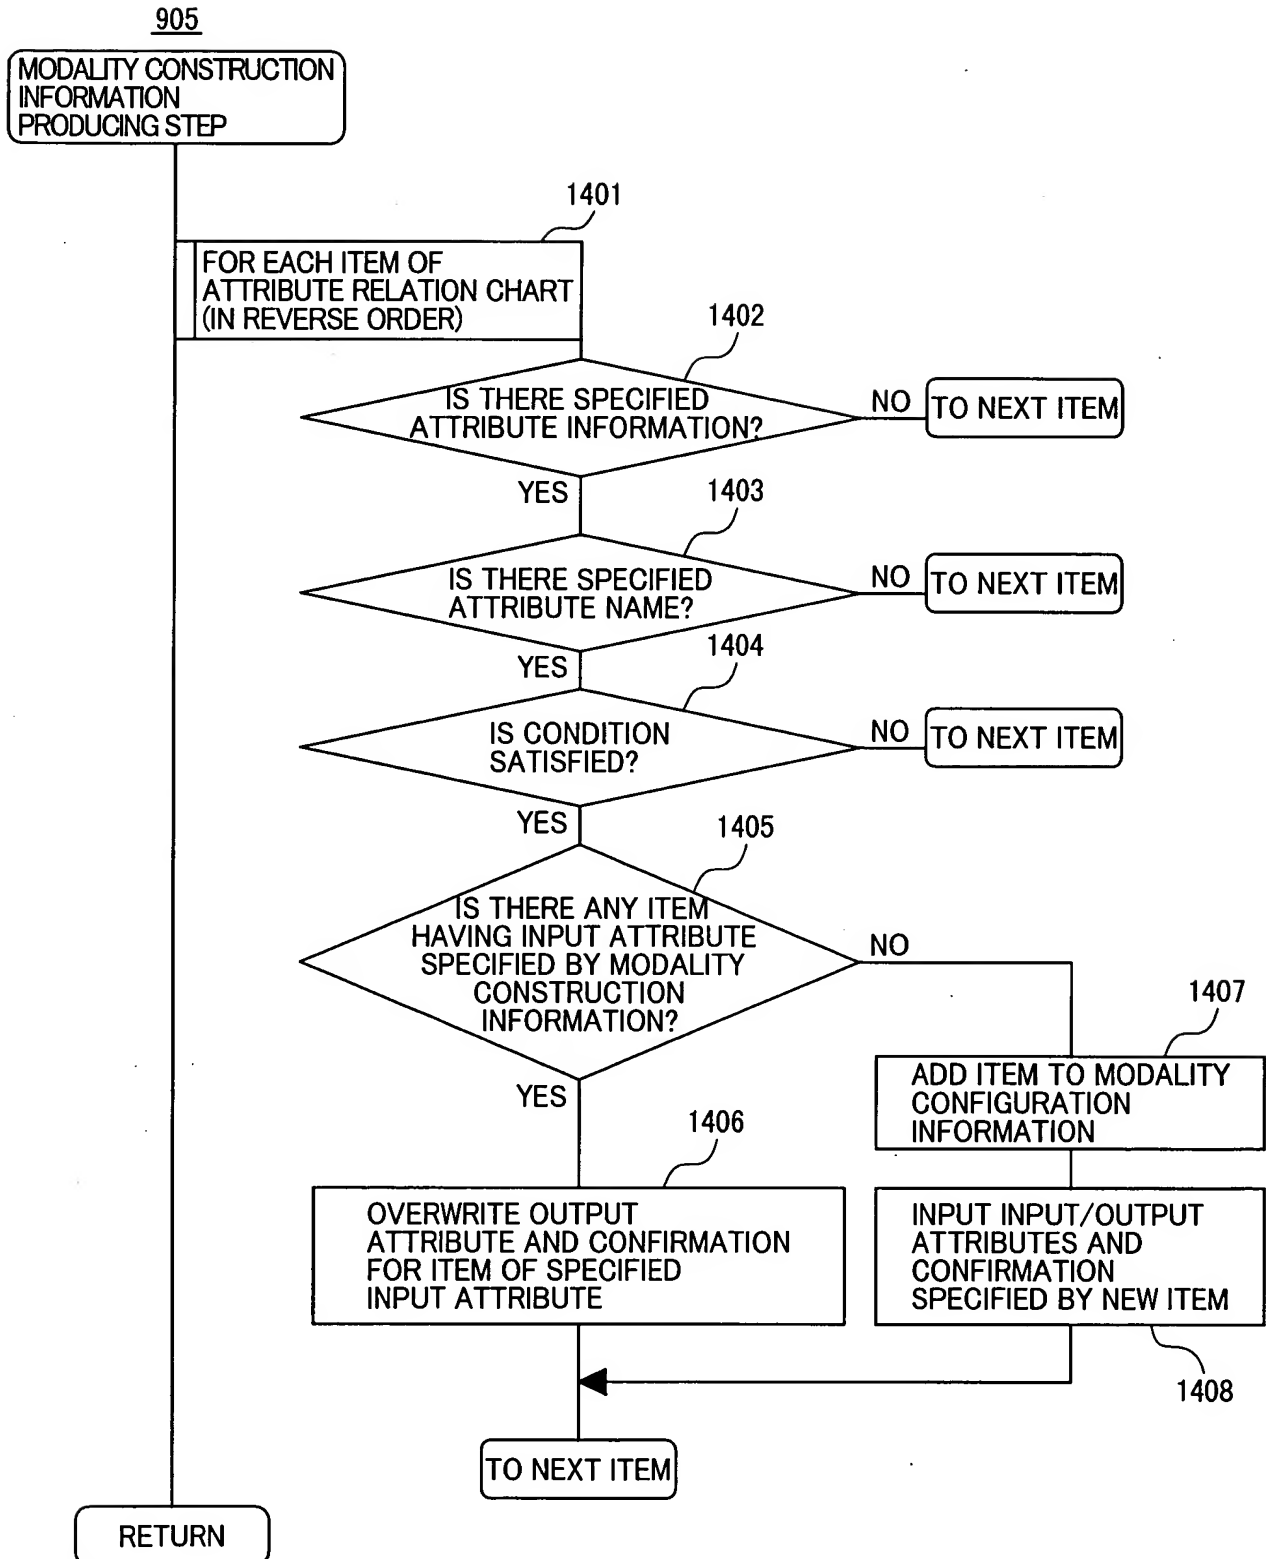 905
MODALITY CONSTRUCTION
INFORMATION
PRODUCING STEP
1401
FOR EACH ITEM OF
ATTRIBUTE RELATION CHART
(IN REVERSE ORDER)
1402
IS THERE SPECIFIED
ATTRIBUTE INFORMATION?
NO
TO NEXT ITEM
YES
1403
IS THERE SPECIFIED
ATTRIBUTE NAME?
NO
TO NEXT ITEM
YES
1404
IS CONDITION
SATISFIED?
NO
TO NEXT ITEM
YES
1405
IS THERE ANY ITEM
HAVING INPUT ATTRIBUTE
SPECIFIED BY MODALITY
CONSTRUCTION
INFORMATION?
NO
YES
1407
ADD ITEM TO MODALITY
CONFIGURATION
INFORMATION
1406
OVERWRITE OUTPUT
ATTRIBUTE AND CONFIRMATION
FOR ITEM OF SPECIFIED
INPUT ATTRIBUTE
INPUT INPUT/OUTPUT
ATTRIBUTES AND
CONFIRMATION
SPECIFIED BY NEW ITEM
1408
TO NEXT ITEM
RETURN